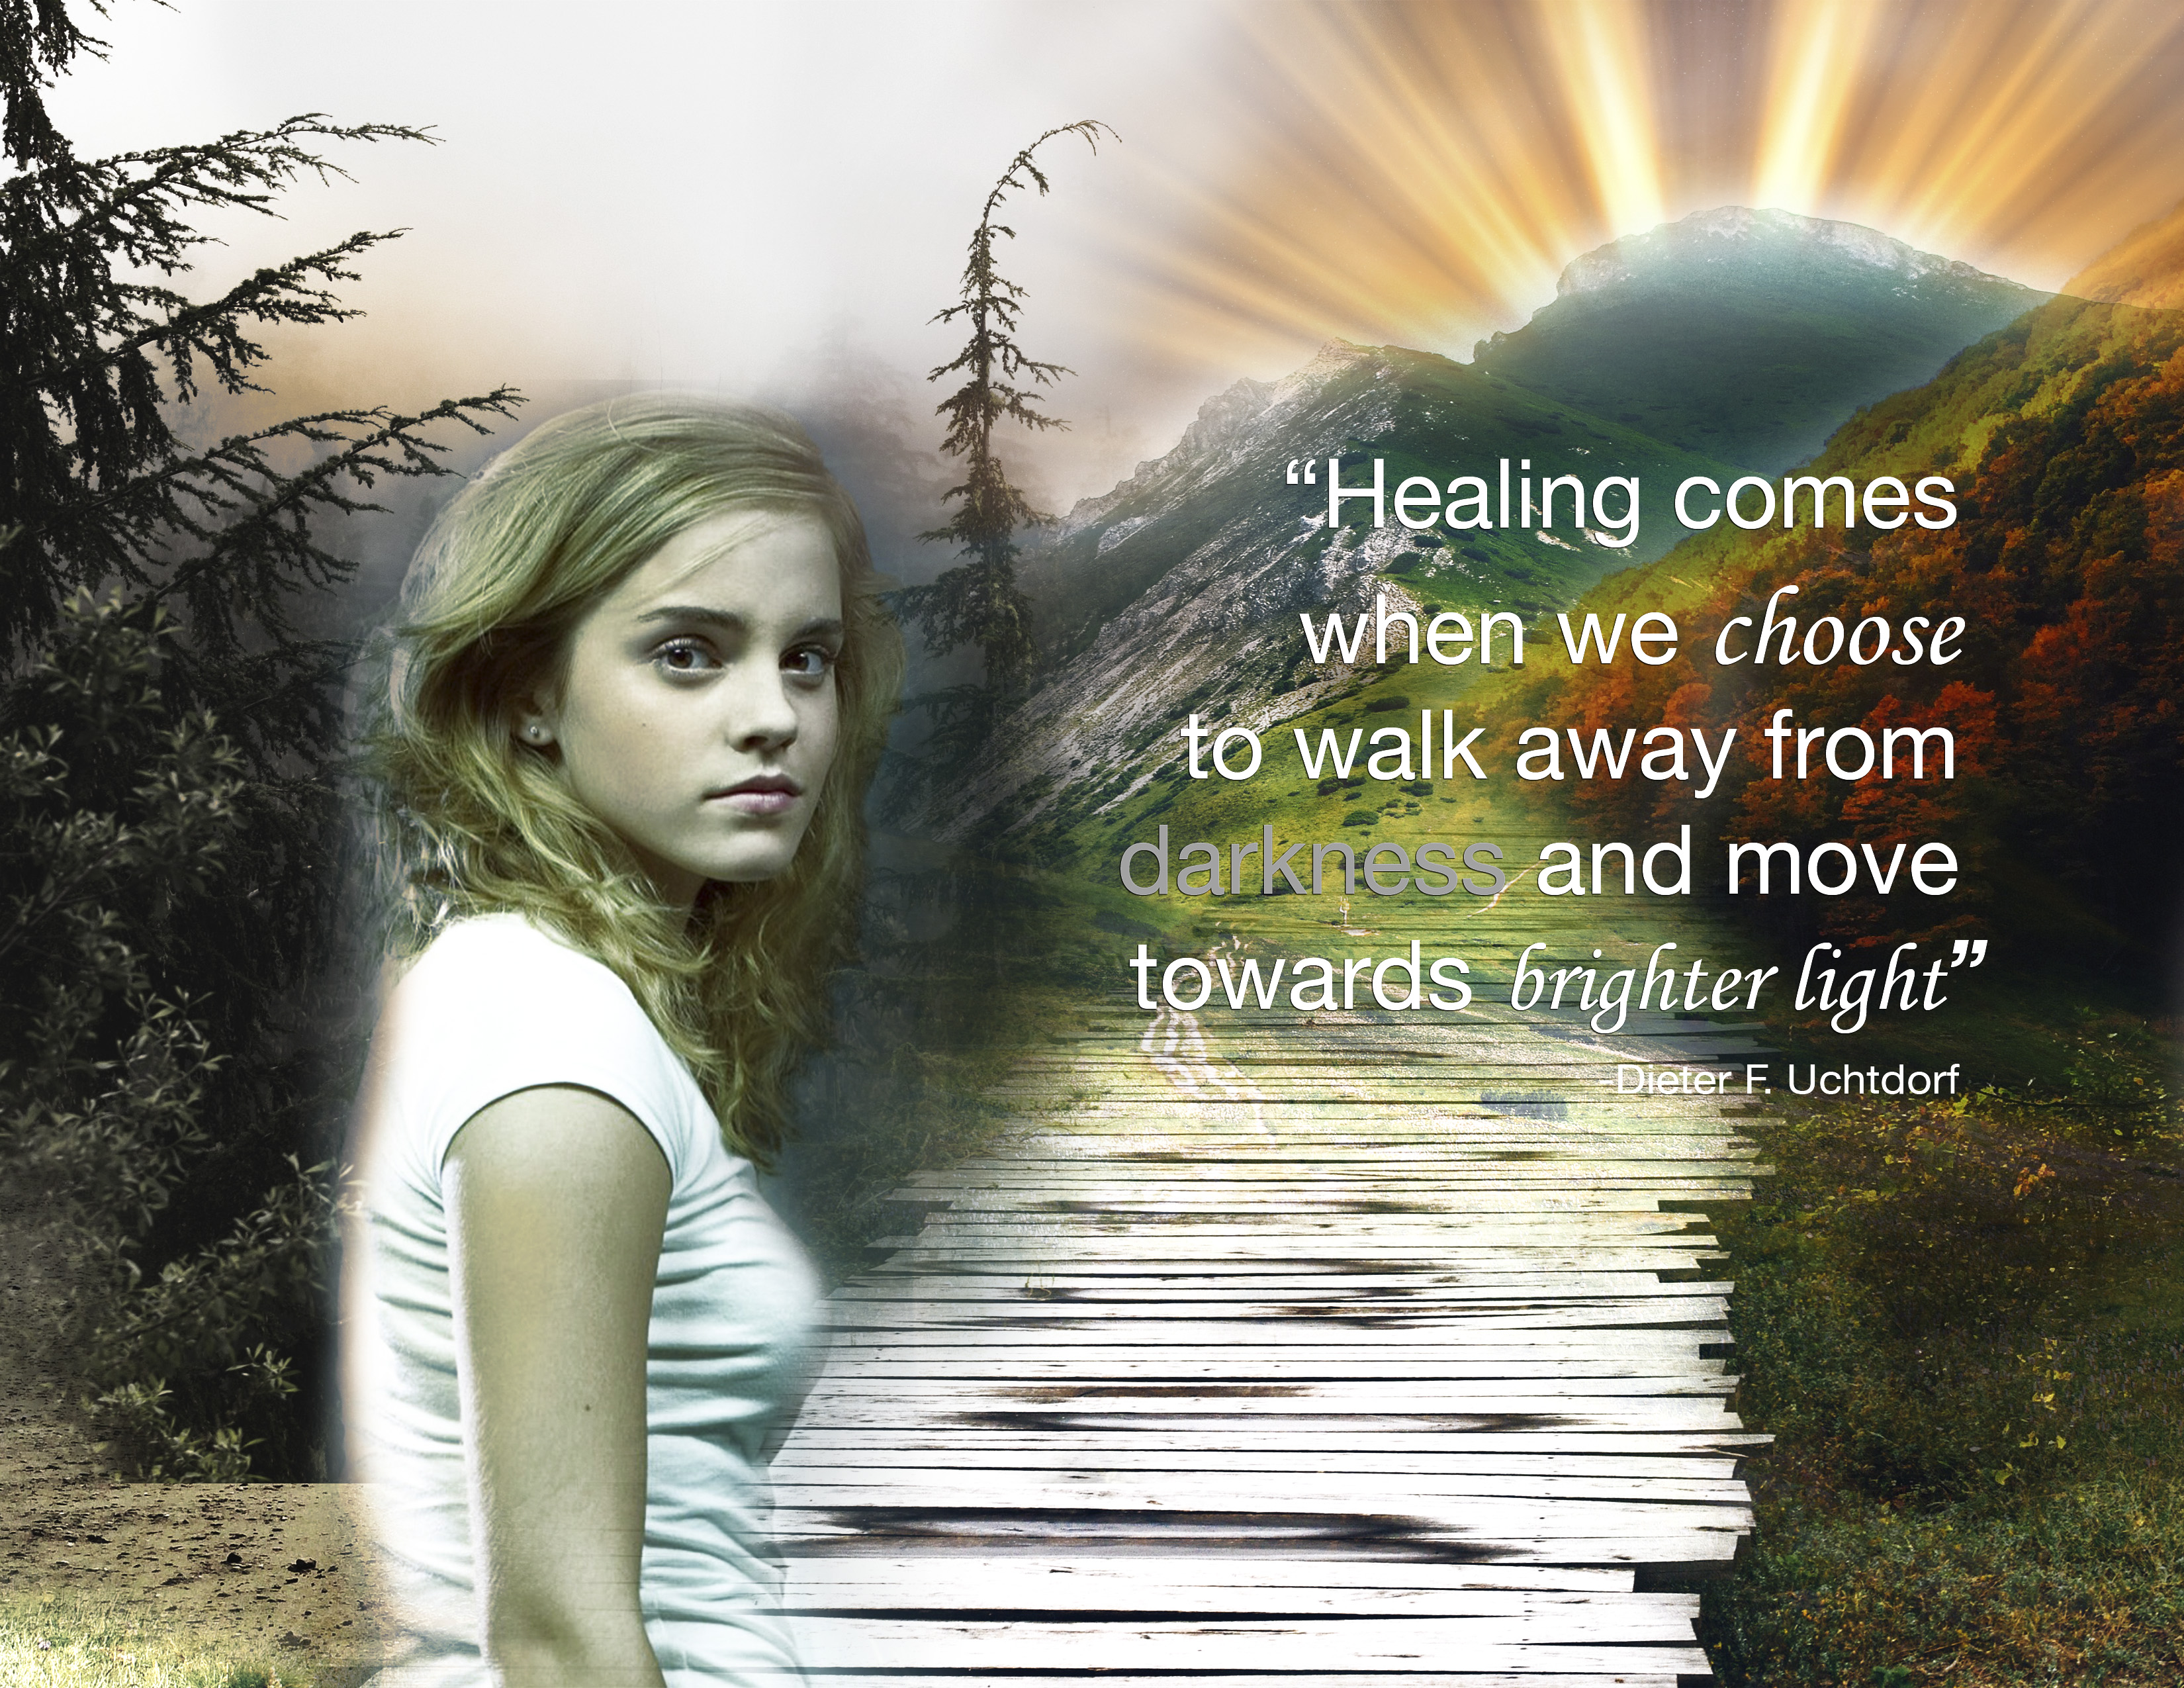 “Healing comes
when we choose
to walk away from
darkness and move
towards brighter light”
-Dieter F. Uchtdorf